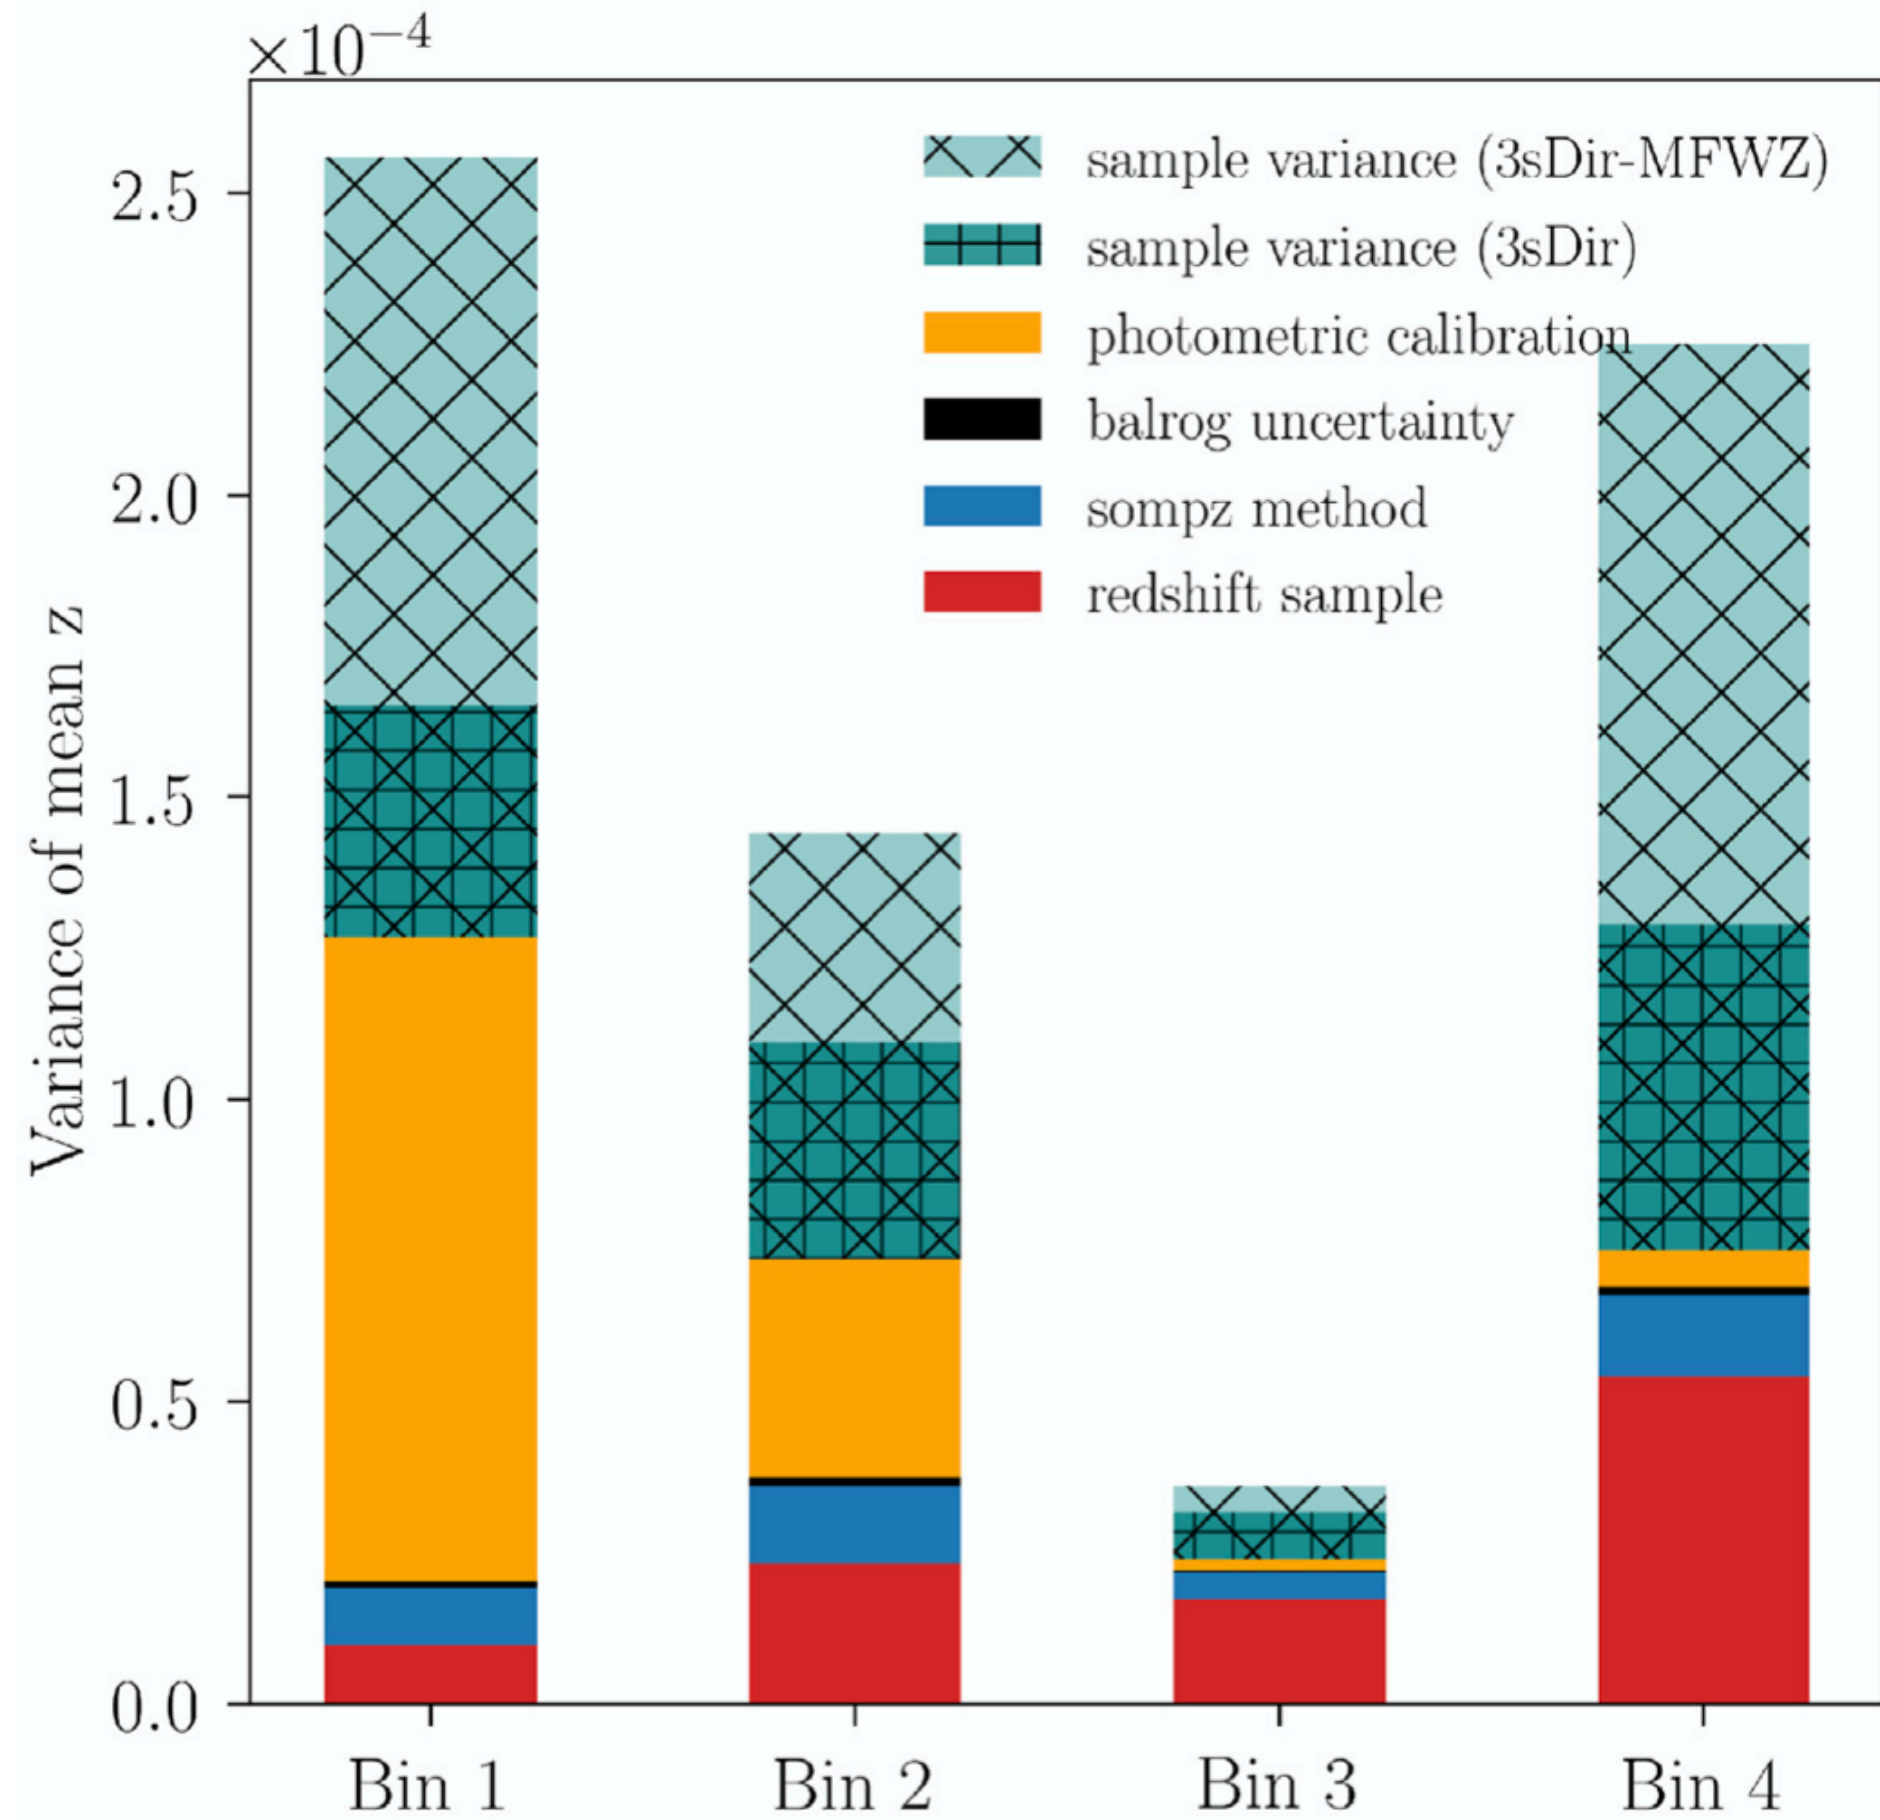 ×10⁻⁴
sample variance (3sDir-MFWZ)
sample variance (3sDir)
photometric calibration
balrog uncertainty
sompz method
redshift sample
Variance of mean z
2.5
2.0
1.5
1.0
0.5
0.0
Bin 1 Bin 2 Bin 3 Bin 4